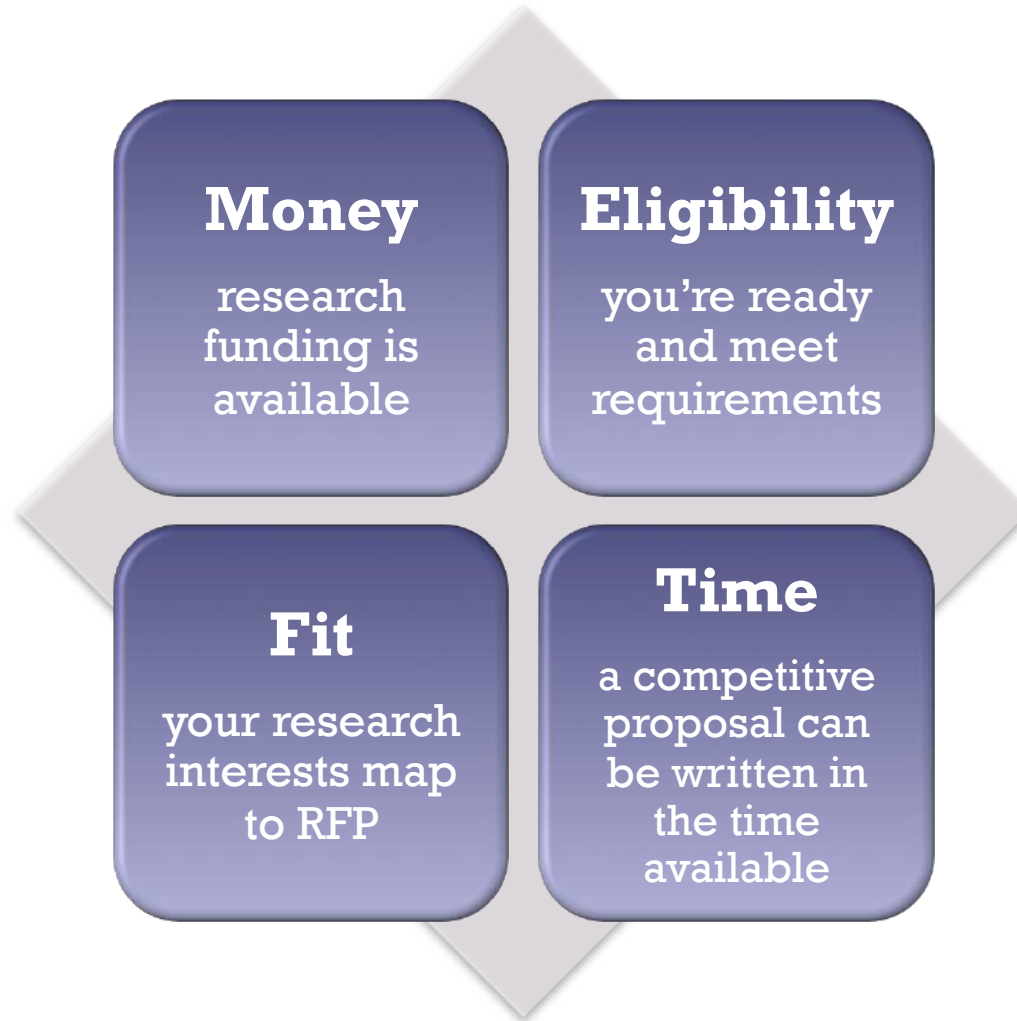 Money
research
funding is
available
Eligibility
you’re ready
and meet
requirements
Fit
your research
interests map
to RFP
Time
a competitive
proposal can
be written in
the time
available